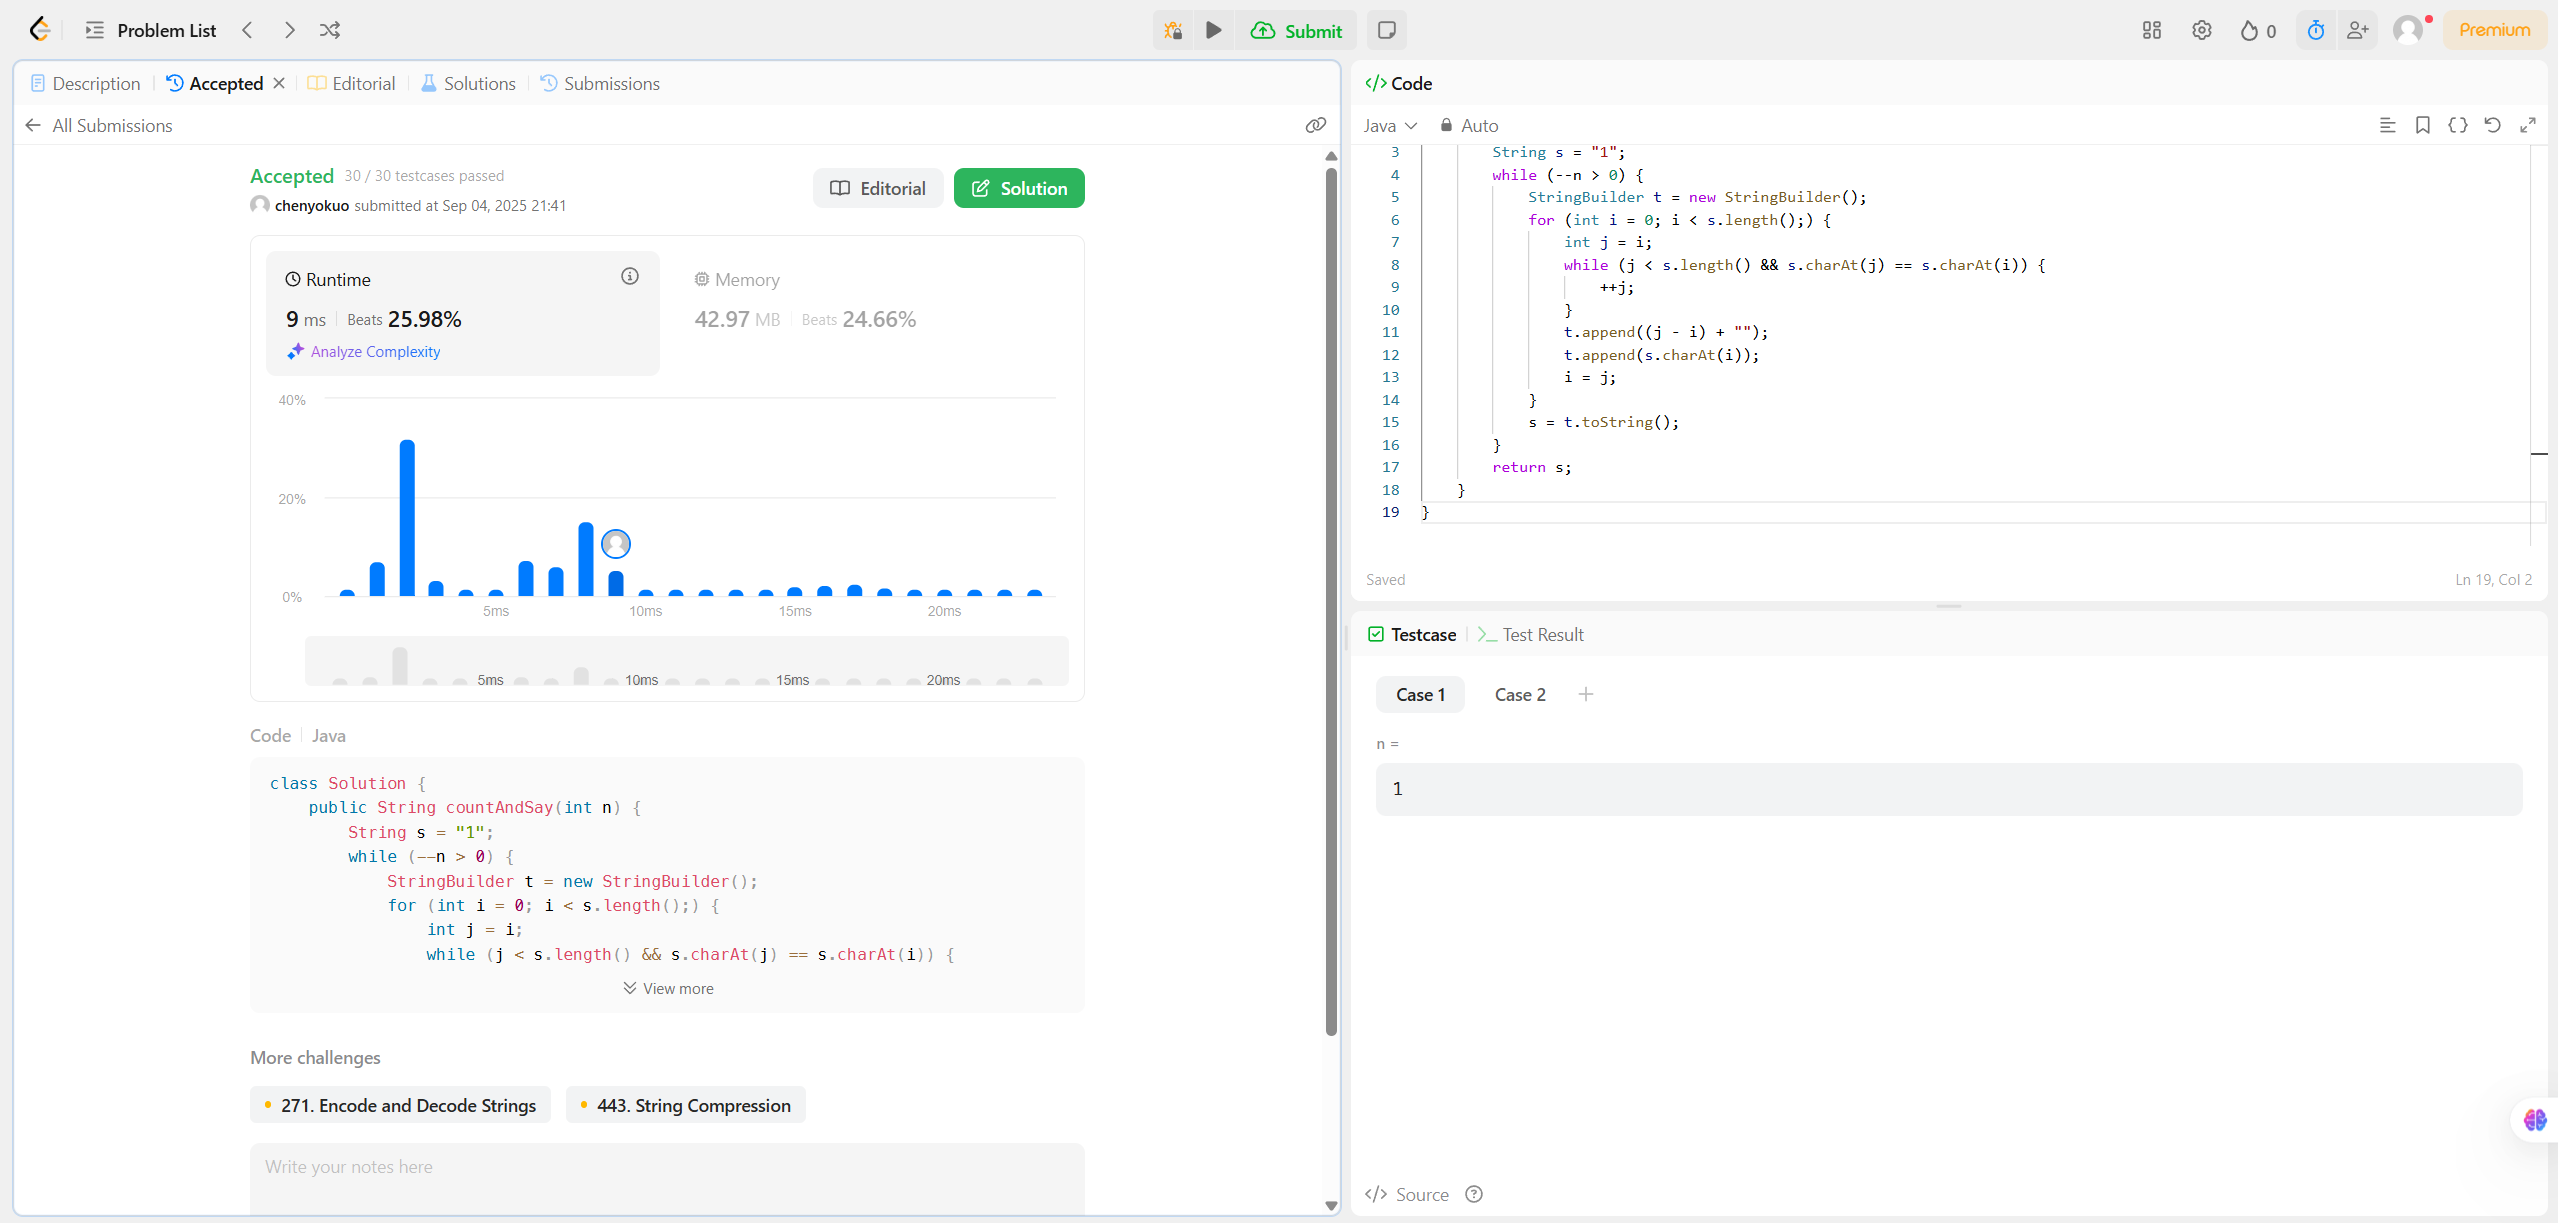 Problem List
Submit
0
Premium
Description
Accepted
Editorial
Solutions
Submissions
All Submissions
Accepted 30 / 30 testcases passed
chenyokuo submitted at Sep 04, 2025 21:41
Editorial
Solution
Runtime
9 ms Beats 25.98%
Analyze Complexity
Memory
42.97 MB Beats 24.66%
40%
20%
0%
5ms 10ms 15ms 20ms
5ms 10ms 15ms 20ms
Code Java
class Solution {
    public String countAndSay(int n) {
        String s = "1";
        while (--n > 0) {
            StringBuilder t = new StringBuilder();
            for (int i = 0; i < s.length();) {
                int j = i;
                while (j < s.length() && s.charAt(j) == s.charAt(i)) {
View more
More challenges
271. Encode and Decode Strings
443. String Compression
Write your notes here
</> Code
Java Auto
3         String s = "1";
4         while (--n > 0) {
5             StringBuilder t = new StringBuilder();
6             for (int i = 0; i < s.length();) {
7                 int j = i;
8                 while (j < s.length() && s.charAt(j) == s.charAt(i)) {
9                     ++j;
10                 }
11                 t.append((j - i) + "");
12                 t.append(s.charAt(i));
13                 i = j;
14             }
15             s = t.toString();
16         }
17         return s;
18     }
19 }
Saved
Ln 19, Col 2
Testcase
Test Result
Case 1
Case 2
n =
1
</> Source